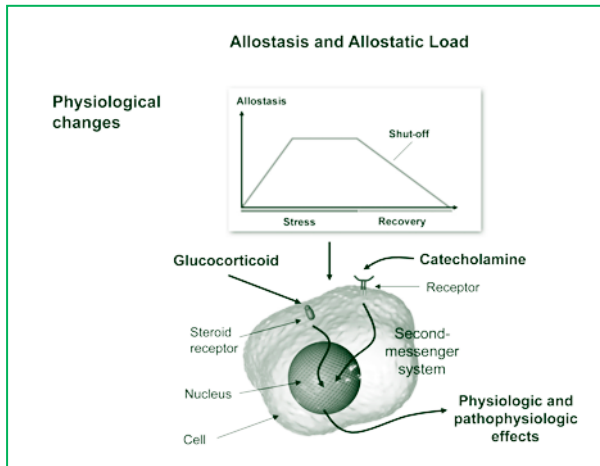 Allostasis and Allostatic Load
Physiological
changes
Allostasis
Shut-off
Stress
Recovery
Glucocorticoid
Catecholamine
Receptor
Steroid
receptor
Second-
messenger
system
Nucleus
Physiologic and
pathophysiologic
effects
Cell